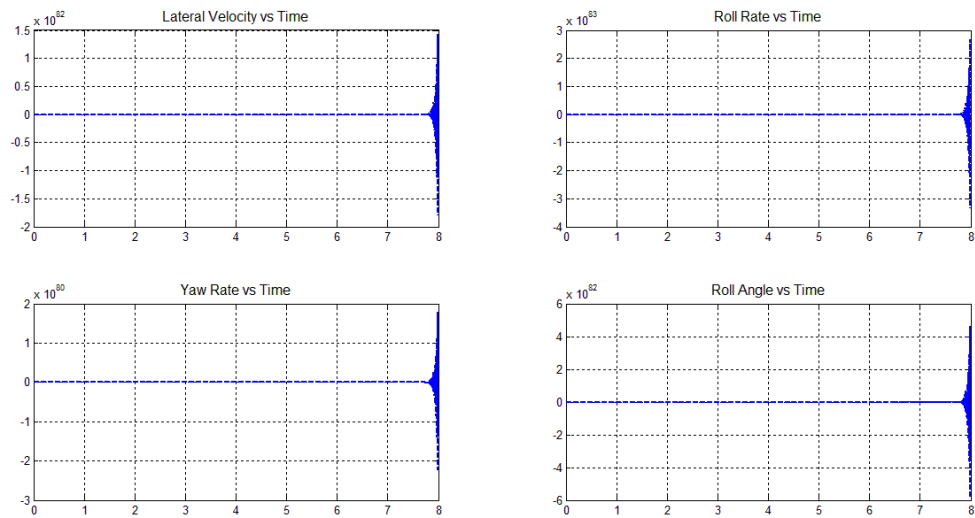 Lateral Velocity vs Time
x 10^82
1.5
1
0.5
0
-0.5
-1
-1.5
-2
0 1 2 3 4 5 6 7 8
Roll Rate vs Time
x 10^83
3
2
1
0
-1
-2
-3
-4
0 1 2 3 4 5 6 7 8
Yaw Rate vs Time
x 10^80
2
1
0
-1
-2
-3
0 1 2 3 4 5 6 7 8
Roll Angle vs Time
x 10^82
6
4
2
0
-2
-4
-6
0 1 2 3 4 5 6 7 8